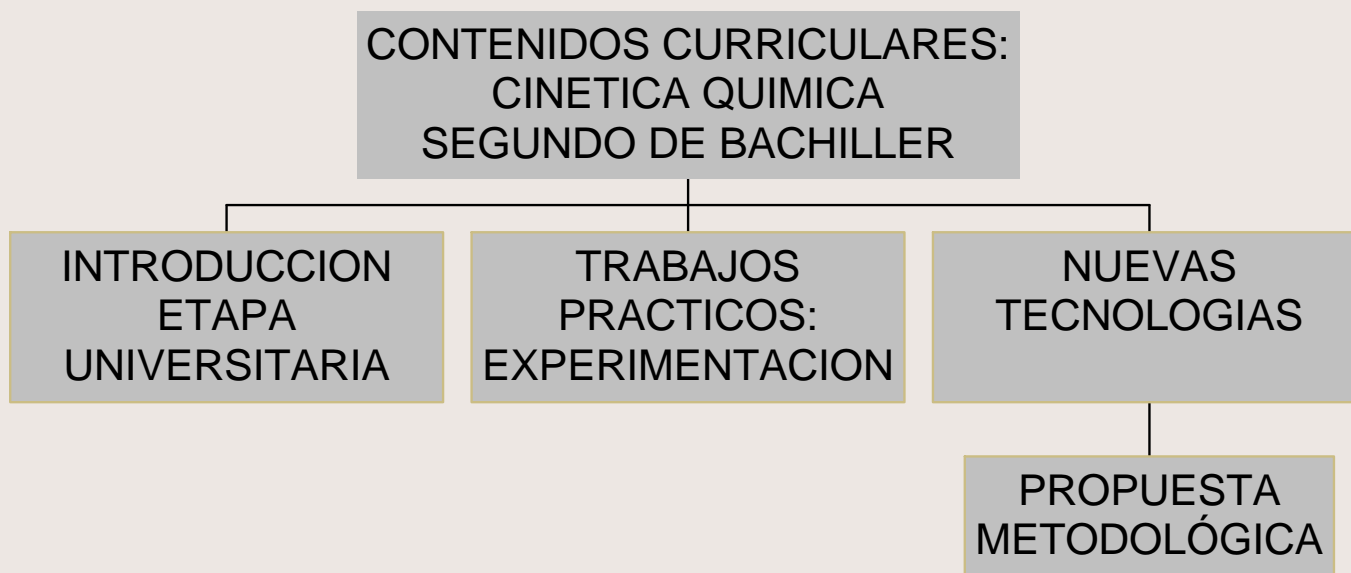 CONTENIDOS CURRICULARES:
CINETICA QUIMICA
SEGUNDO DE BACHILLER
INTRODUCCION
ETAPA
UNIVERSITARIA
TRABAJOS
PRACTICOS:
EXPERIMENTACION
NUEVAS
TECNOLOGIAS
PROPUESTA
METODOLÓGICA